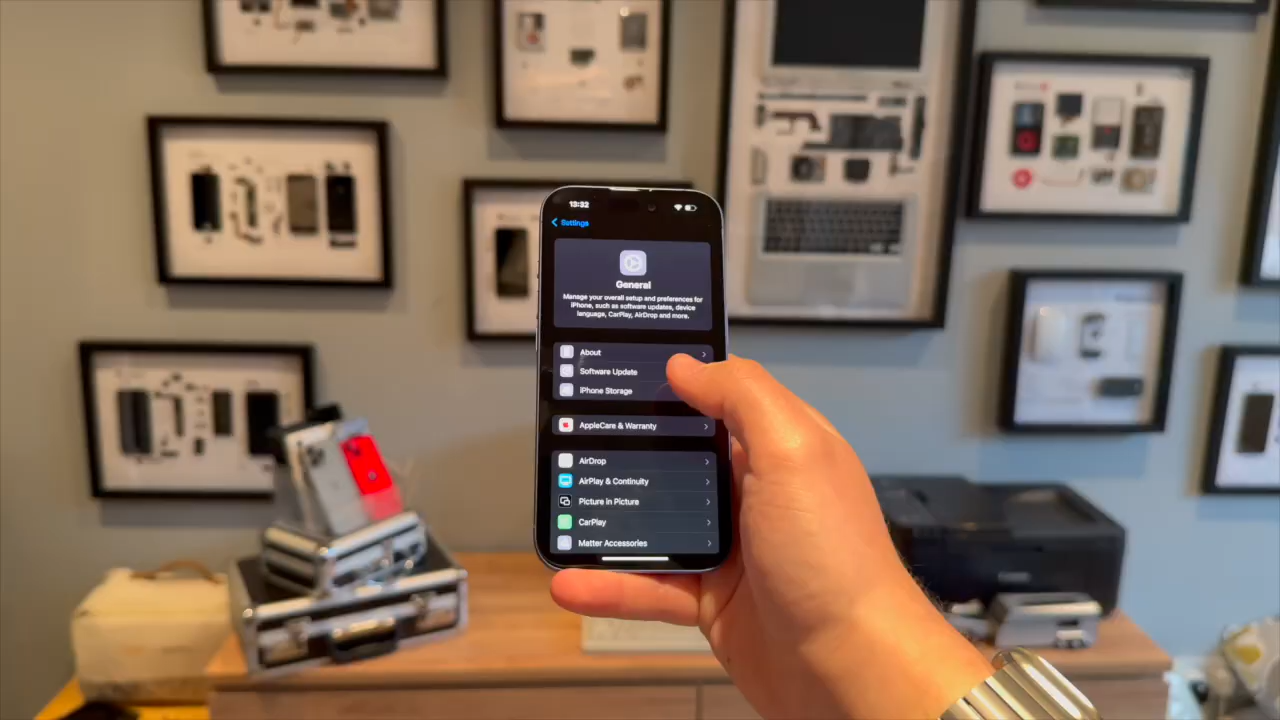 13:32
Settings
General
Manage your overall setup and preferences for
iPhone, such as software updates, device
language, CarPlay, AirDrop and more.
About
Software Update
iPhone Storage
AppleCare & Warranty
AirDrop
AirPlay & Continuity
Picture in Picture
CarPlay
Matter Accessories